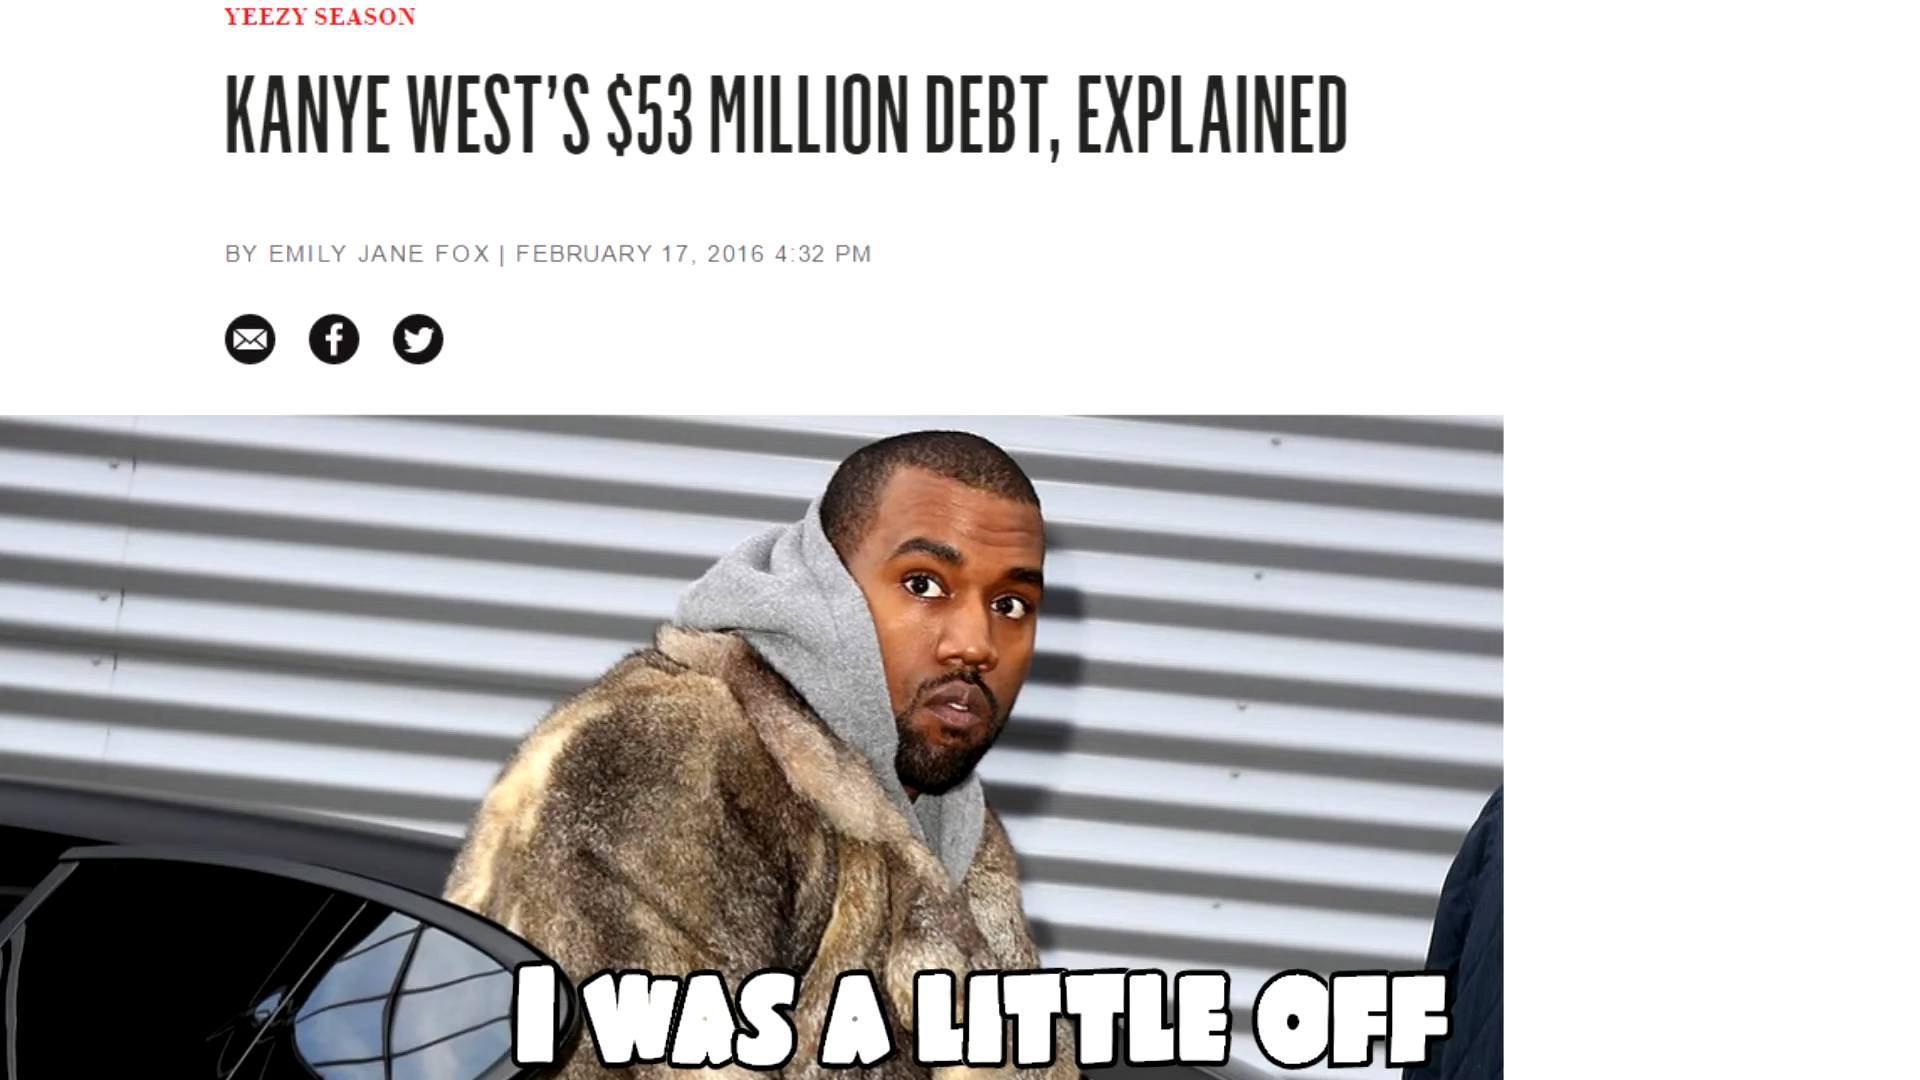 YEEZY SEASON
KANYE WEST’S $53 MILLION DEBT, EXPLAINED
BY EMILY JANE FOX | FEBRUARY 17, 2016 4:32 PM
I WAS A LITTLE OFF